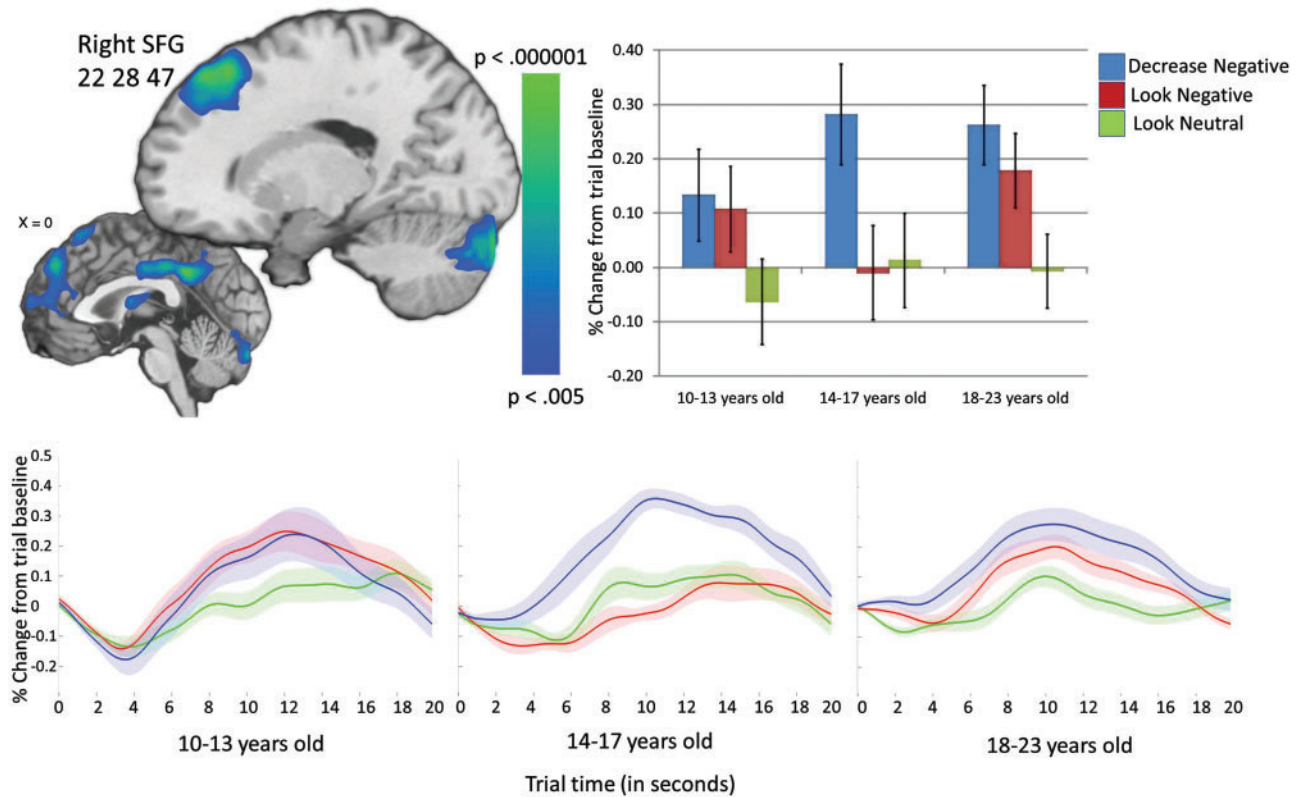 Right SFG
22 28 47
p < .000001
X = 0
p < .005
% Change from trial baseline
0.40
0.30
0.20
0.10
0.00
-0.10
-0.20
10-13 years old
14-17 years old
18-23 years old
Decrease Negative
Look Negative
Look Neutral
% Change from trial baseline
0.5
0.4
0.3
0.2
0.1
0
-0.1
-0.2
0 2 4 6 8 10 12 14 16 18 20
0 2 4 6 8 10 12 14 16 18 20
0 2 4 6 8 10 12 14 16 18 20
10-13 years old
14-17 years old
18-23 years old
Trial time (in seconds)